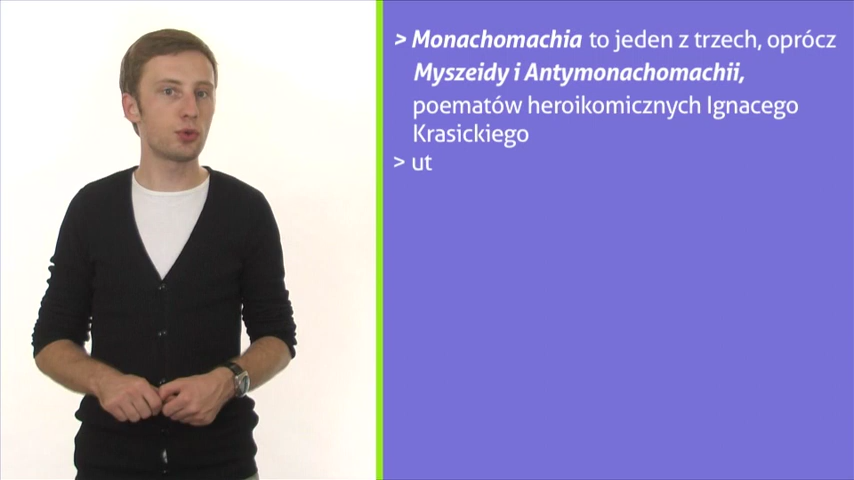 > Monachomachia to jeden z trzech, oprócz
Myszeidy i Antymonachomachii,
poematów heroikomicznych Ignacego
Krasickiego
> ut